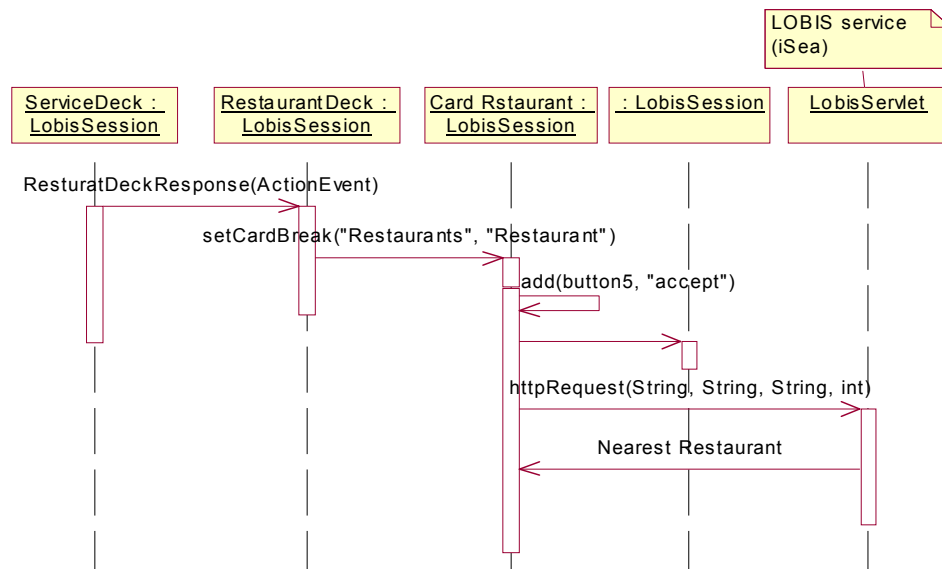 LOBIS service
(iSea)
ServiceDeck :
LobisSession
RestaurantDeck :
LobisSession
Card Rstaurant :
LobisSession
: LobisSession
LobisServlet
ResturatDeckResponse(ActionEvent)
setCardBreak("Restaurants", "Restaurant")
add(button5, "accept")
httpRequest(String, String, String, int)
Nearest Restaurant